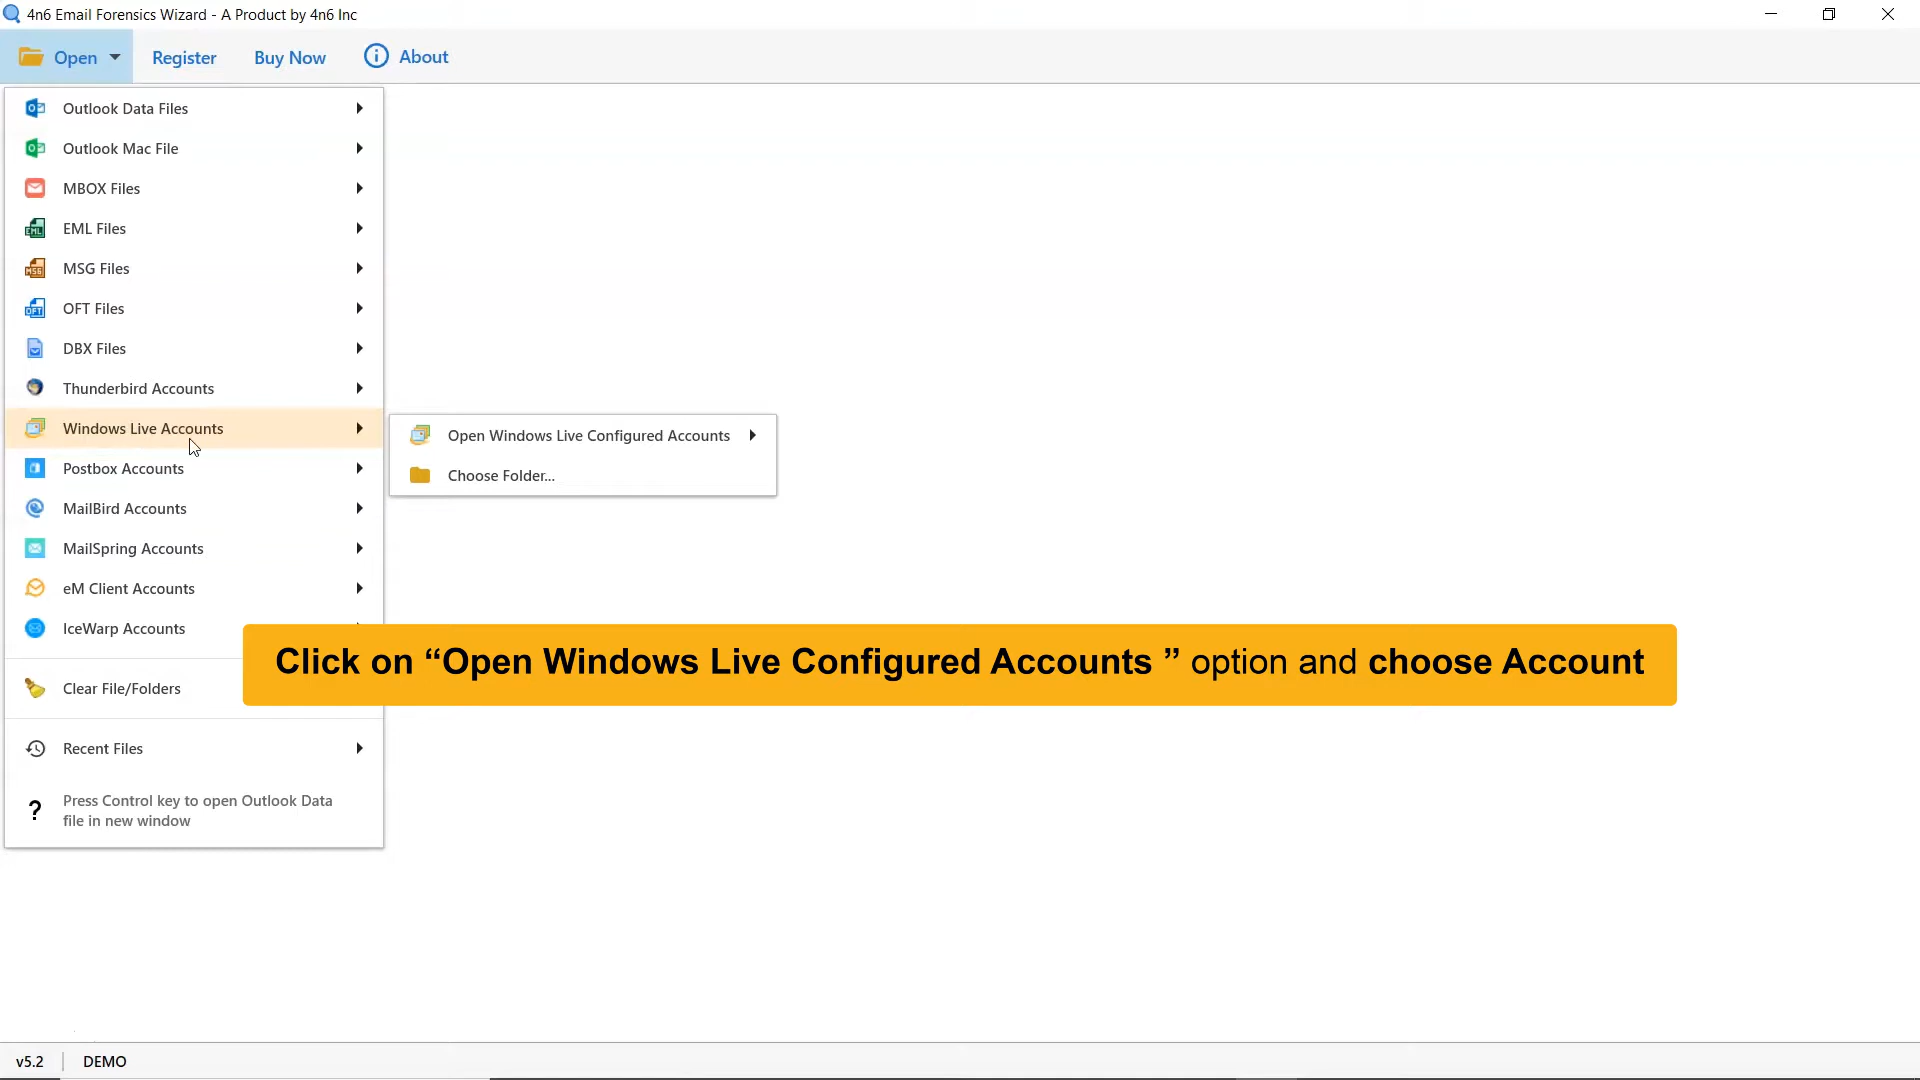 4n6 Email Forensics Wizard - A Product by 4n6 Inc
Open Register Buy Now About
Outlook Data Files
Outlook Mac File
MBOX Files
EML Files
MSG Files
OFT Files
DBX Files
Thunderbird Accounts
Windows Live Accounts
Open Windows Live Configured Accounts
Choose Folder...
Postbox Accounts
MailBird Accounts
MailSpring Accounts
eM Client Accounts
IceWarp Accounts
Click on “Open Windows Live Configured Accounts ” option and choose Account
Clear File/Folders
Recent Files
? Press Control key to open Outlook Data
file in new window
v5.2 DEMO